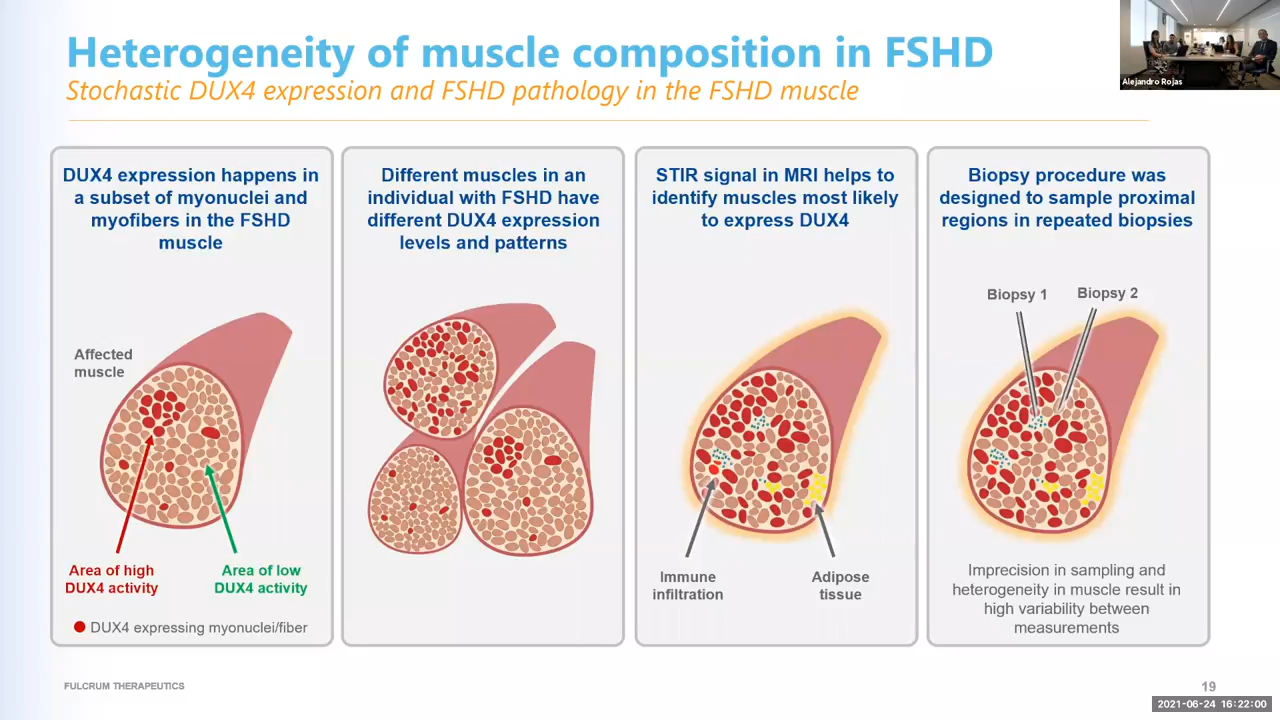 Heterogeneity of muscle composition in FSHD
Stochastic DUX4 expression and FSHD pathology in the FSHD muscle
Alejandro Rojas
DUX4 expression happens in
a subset of myonuclei and
myofibers in the FSHD
muscle
Affected
muscle
Area of high
DUX4 activity
Area of low
DUX4 activity
DUX4 expressing myonuclei/fiber
Different muscles in an
individual with FSHD have
different DUX4 expression
levels and patterns
STIR signal in MRI helps to
identify muscles most likely
to express DUX4
Immune
infiltration
Adipose
tissue
Biopsy procedure was
designed to sample proximal
regions in repeated biopsies
Biopsy 1
Biopsy 2
Imprecision in sampling and
heterogeneity in muscle result in
high variability between
measurements
FULCRUM THERAPEUTICS
19
2021-06-24 16:22:00